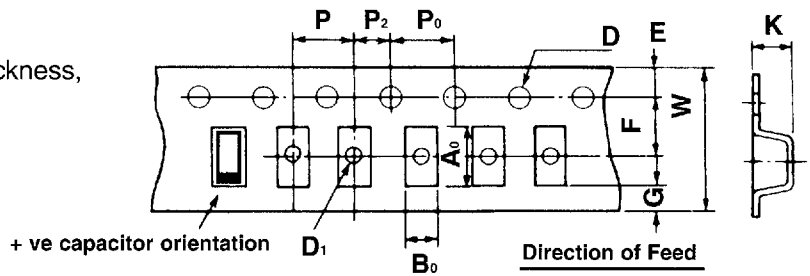 ckness,
P P2 P0 D E K
W
F
A0
G
+ ve capacitor orientation D1
B0
Direction of Feed